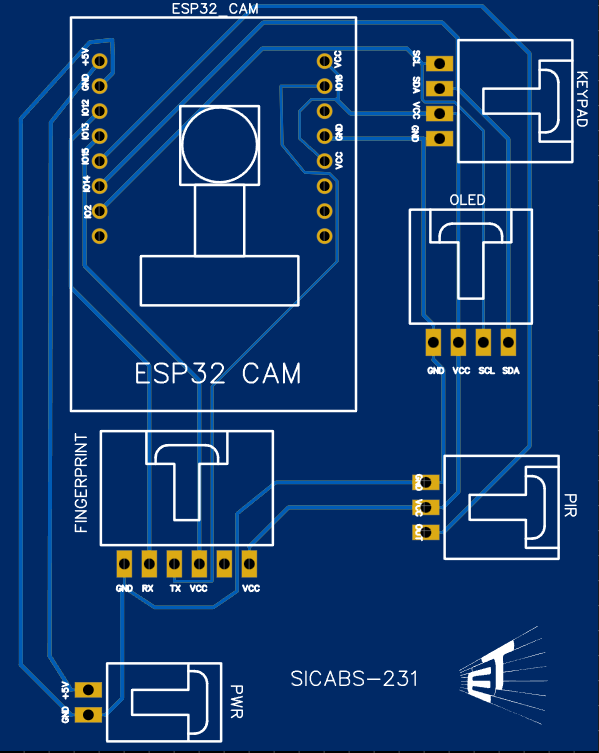 ESP32_CAM
+5V
GND
IO12
IO13
IO15
IO14
IO2
VCC
IO16
GND
VCC
ESP32 CAM
SCL
SDA
VCC
GND
KEYPAD
OLED
GND VCC SCL SDA
FINGERPRINT
GND RX TX VCC VCC
GND
VCC
OUT
PIR
+5V
GND
PWR
SICABS-231